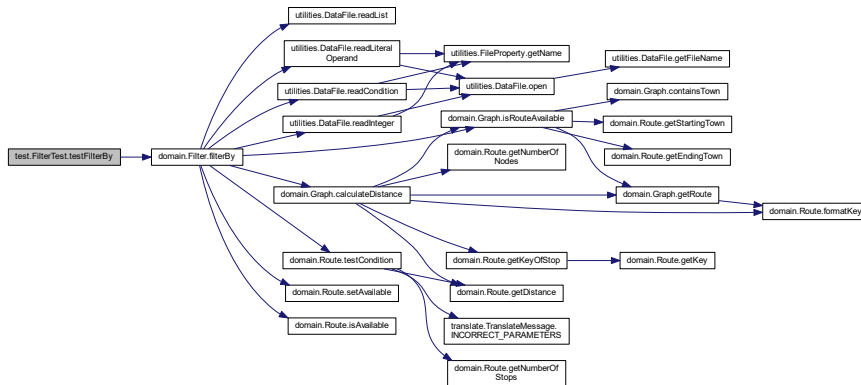 utilities.DataFile.readList
utilities.DataFile.readLiteral
Operand
utilities.FileProperty.getName
utilities.DataFile.getFileName
utilities.DataFile.readCondition
utilities.DataFile.open
domain.Graph.containsTown
utilities.DataFile.readInteger
domain.Graph.isRouteAvailable
domain.Route.getStartingTown
test.FilterTest.testFilterBy
domain.Filter.filterBy
domain.Route.getNumberOf
Nodes
domain.Route.getEndingTown
domain.Graph.calculateDistance
domain.Graph.getRoute
domain.Route.formatKey
domain.Route.testCondition
domain.Route.getKeyOfStop
domain.Route.getKey
domain.Route.setAvailable
domain.Route.getDistance
domain.Route.isAvailable
translate.TranslateMessage.
INCORRECT_PARAMETERS
domain.Route.getNumberOf
Stops